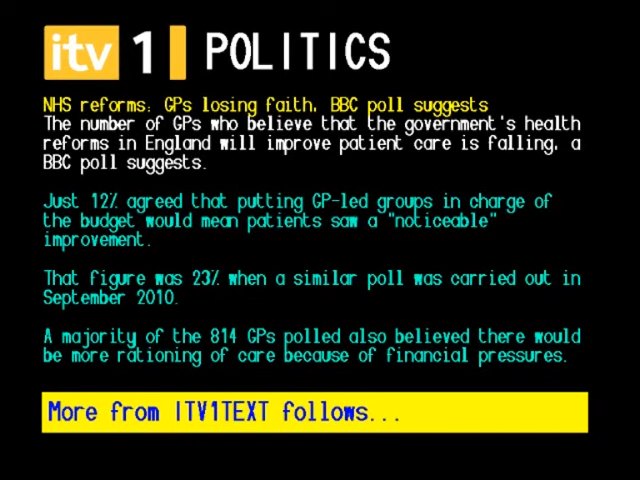 itv 1 POLITICS
NHS reforms: GPs losing faith, BBC poll suggests
The number of GPs who believe that the government's health
reforms in England will improve patient care is falling, a
BBC poll suggests.
Just 12% agreed that putting GP-led groups in charge of
the budget would mean patients saw a "noticeable"
improvement.
That figure was 23% when a similar poll was carried out in
September 2010.
A majority of the 814 GPs polled also believed there would
be more rationing of care because of financial pressures.
More from ITV1TEXT follows...